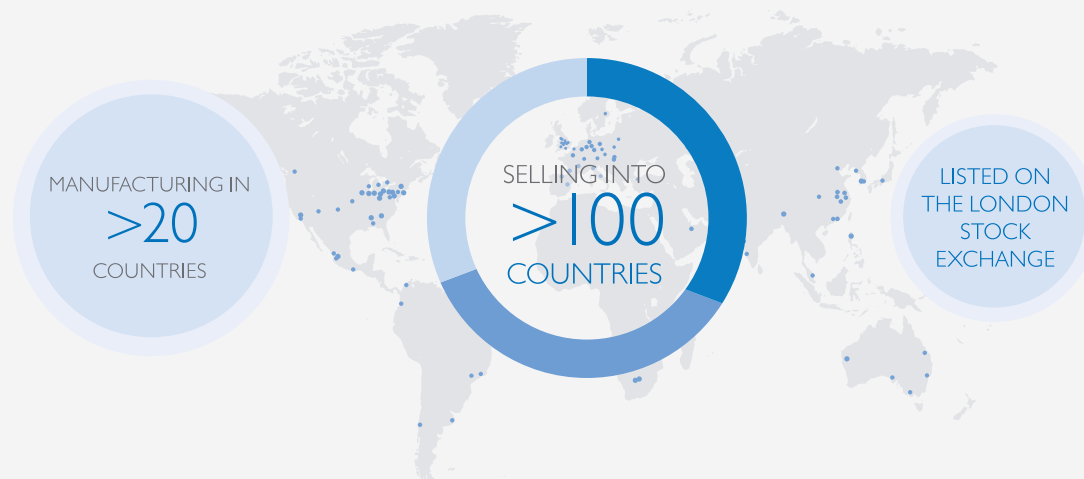 MANUFACTURING IN
>20
COUNTRIES
SELLING INTO
>100
COUNTRIES
LISTED ON
THE LONDON
STOCK
EXCHANGE